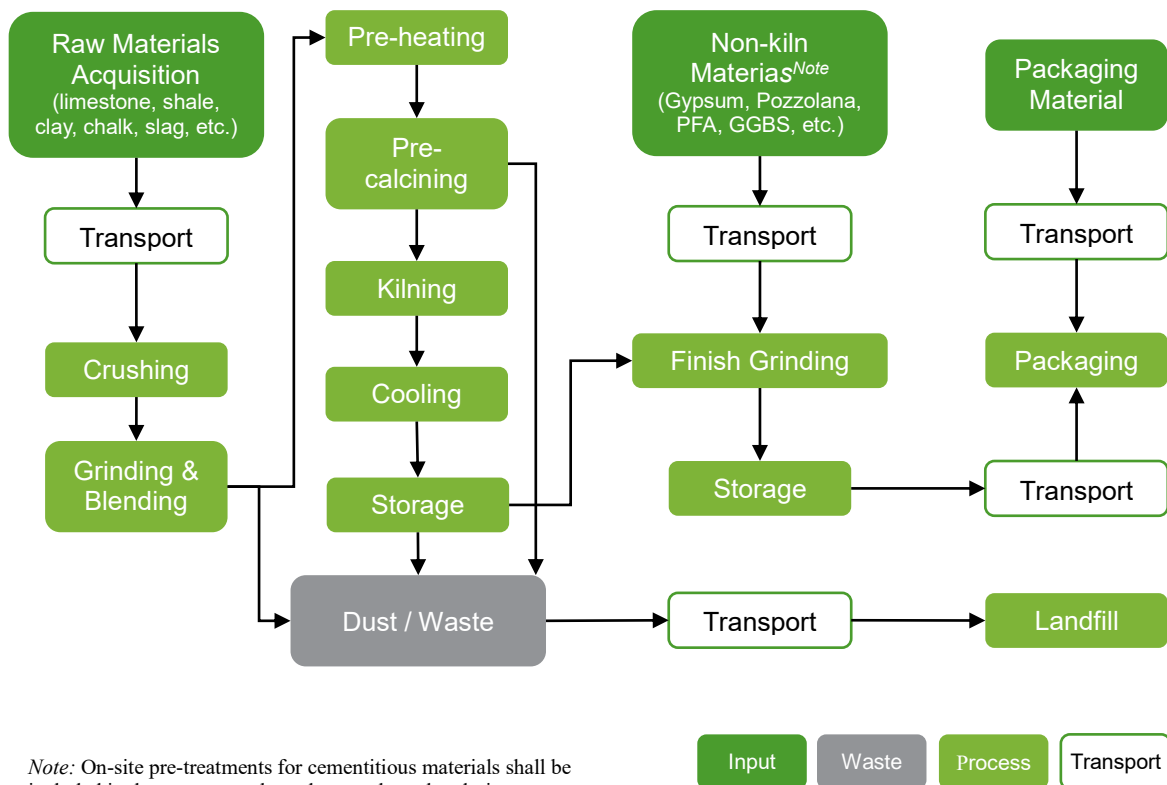 Raw Materials
Acquisition
(limestone, shale,
clay, chalk, slag, etc.)
Transport
Crushing
Grinding &
Blending
Pre-heating
Pre-
calcining
Kilning
Cooling
Storage
Dust / Waste
Non-kiln
Materias^Note
(Gypsum, Pozzolana,
PFA, GGBS, etc.)
Transport
Finish Grinding
Storage
Transport
Packaging
Material
Transport
Packaging
Transport
Landfill
Note: On-site pre-treatments for cementitious materials shall be
Input
Waste
Process
Transport